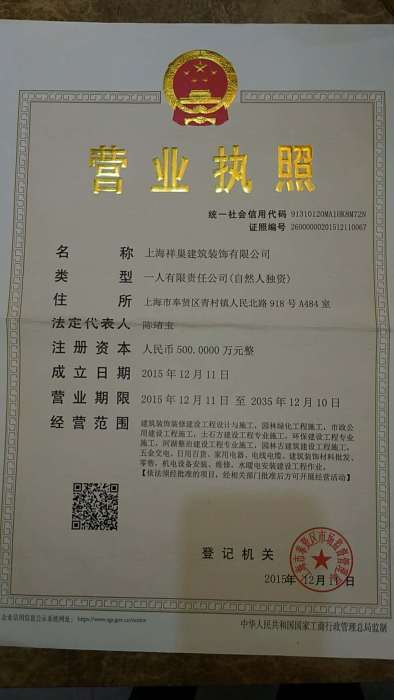 营业执照
统一社会信用代码 91310120MA1HK8M72N
证照编号 26000000201512110067
名称 上海祥巢建筑装饰有限公司
类型 一人有限责任公司(自然人独资)
住所 上海市奉贤区青村镇人民北路918号A484室
法定代表人 陈堵宝
注册资本 人民币500.0000万元整
成立日期 2015年12月11日
营业期限 2015年12月11日至2035年12月10日
经营范围 建筑装饰装修建设工程设计与施工,园林绿化工程施工,市政公
用建设工程施工,土石方建设工程专业施工,环保建设工程专业
施工,河湖整治建设工程专业施工,园林古建筑建设工程施工,
五金交电、日用百货、家用电器、电线电缆、建筑装饰材料批发、
零售,机电设备安装、维修,水暖电安装建设工程作业。
【依法须经批准的项目,经相关部门批准后方可开展经营活动】
登记机关
2015年12月11日
企业信用信息公示系统网址:
中华人民共和国国家工商行政管理总局监制